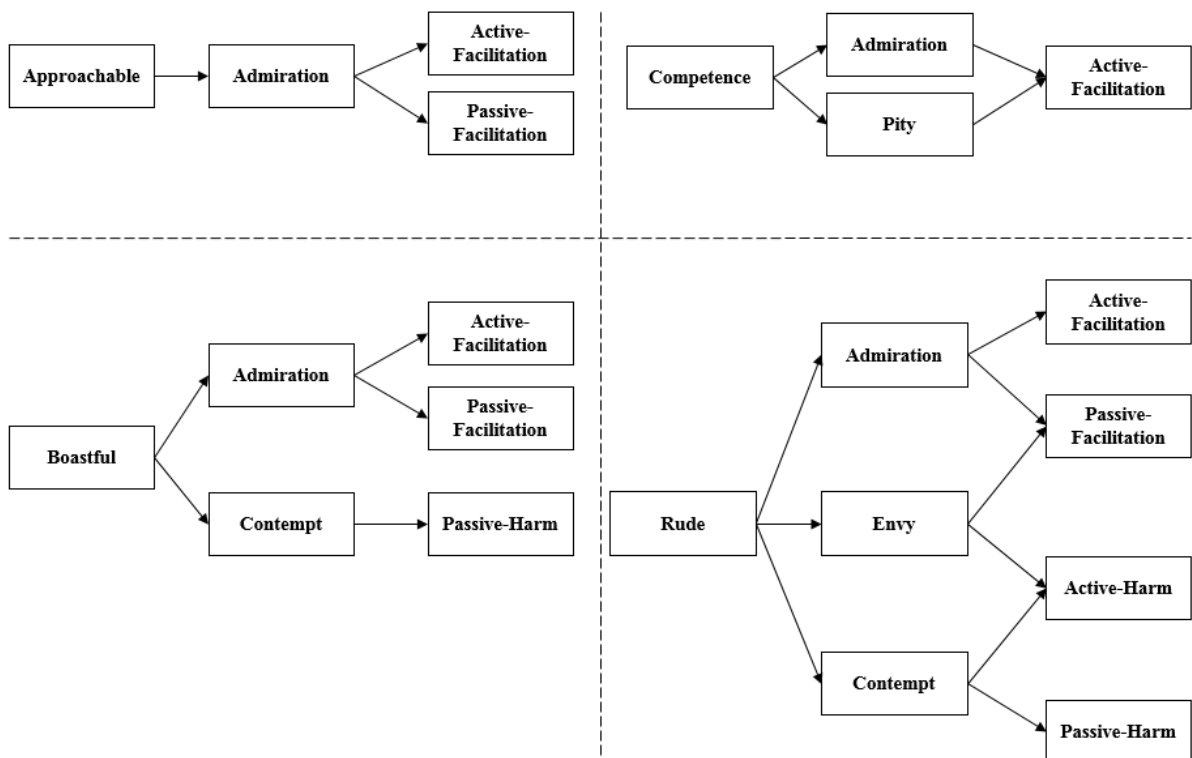 Approachable
Admiration
Active-
Facilitation
Passive-
Facilitation
Competence
Admiration
Pity
Active-
Facilitation
Boastful
Admiration
Active-
Facilitation
Passive-
Facilitation
Contempt
Passive-Harm
Rude
Admiration
Active-
Facilitation
Passive-
Facilitation
Envy
Active-Harm
Contempt
Passive-Harm